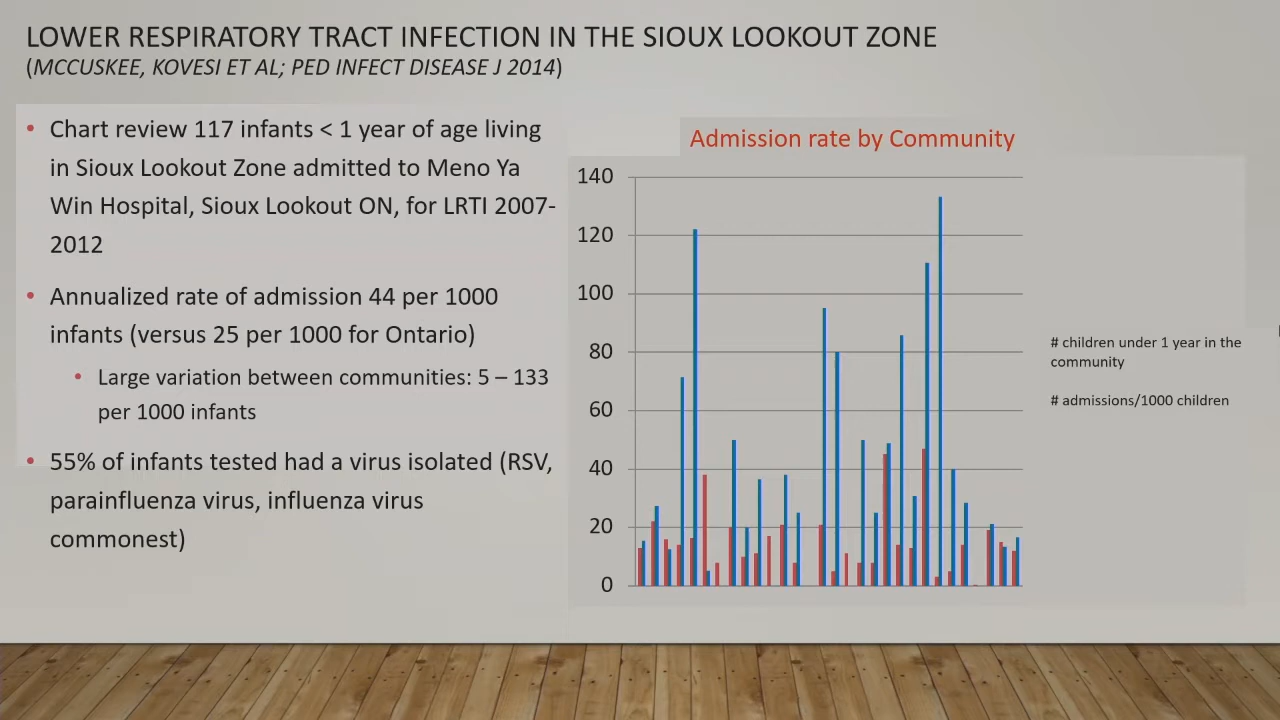 LOWER RESPIRATORY TRACT INFECTION IN THE SIOUX LOOKOUT ZONE
(MCCUSKEE, KOVESI ET AL; PED INFECT DISEASE J 2014)
• Chart review 117 infants < 1 year of age living
in Sioux Lookout Zone admitted to Meno Ya
Win Hospital, Sioux Lookout ON, for LRTI 2007-
2012
• Annualized rate of admission 44 per 1000
infants (versus 25 per 1000 for Ontario)
• Large variation between communities: 5 – 133
per 1000 infants
• 55% of infants tested had a virus isolated (RSV,
parainfluenza virus, influenza virus
commonest)
Admission rate by Community
140
120
100
80
60
40
20
0
# children under 1 year in the
community
# admissions/1000 children